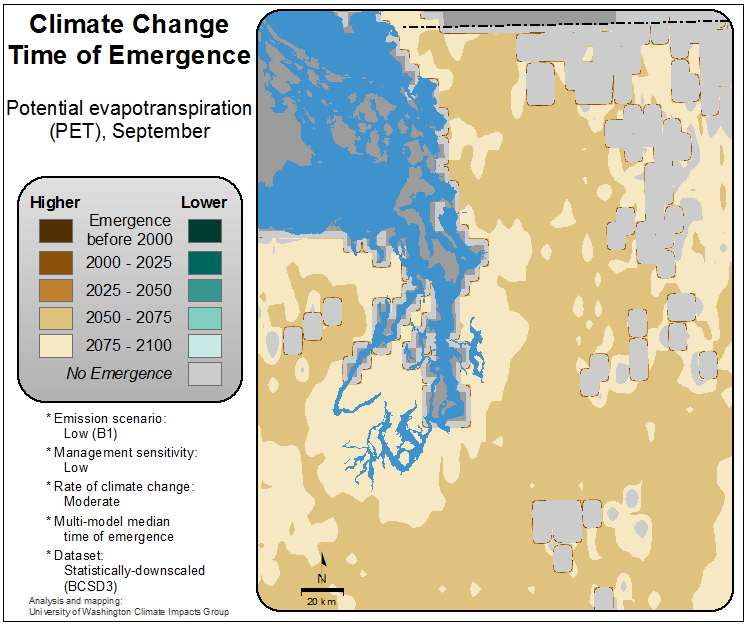 Climate Change
Time of Emergence
Potential evapotranspiration
(PET), September
Higher Lower
Emergence
before 2000
2000 - 2025
2025 - 2050
2050 - 2075
2075 - 2100
No Emergence
* Emission scenario:
Low (B1)
* Management sensitivity:
Low
* Rate of climate change:
Moderate
* Multi-model median
time of emergence
* Dataset:
Statistically-downscaled
(BCSD3)
Analysis and mapping:
University of Washington Climate Impacts Group
N
20 km